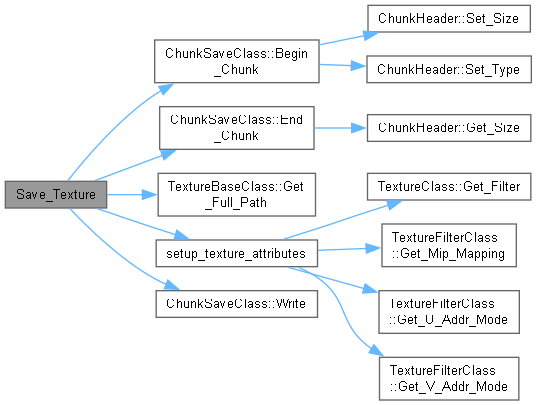 Save_Texture
ChunkSaveClass::Begin
_Chunk
ChunkHeader::Set_Size
ChunkHeader::Set_Type
ChunkSaveClass::End
_Chunk
ChunkHeader::Get_Size
TextureBaseClass::Get
_Full_Path
setup_texture_attributes
TextureClass::Get_Filter
TextureFilterClass
::Get_Mip_Mapping
TextureFilterClass
::Get_U_Addr_Mode
TextureFilterClass
::Get_V_Addr_Mode
ChunkSaveClass::Write